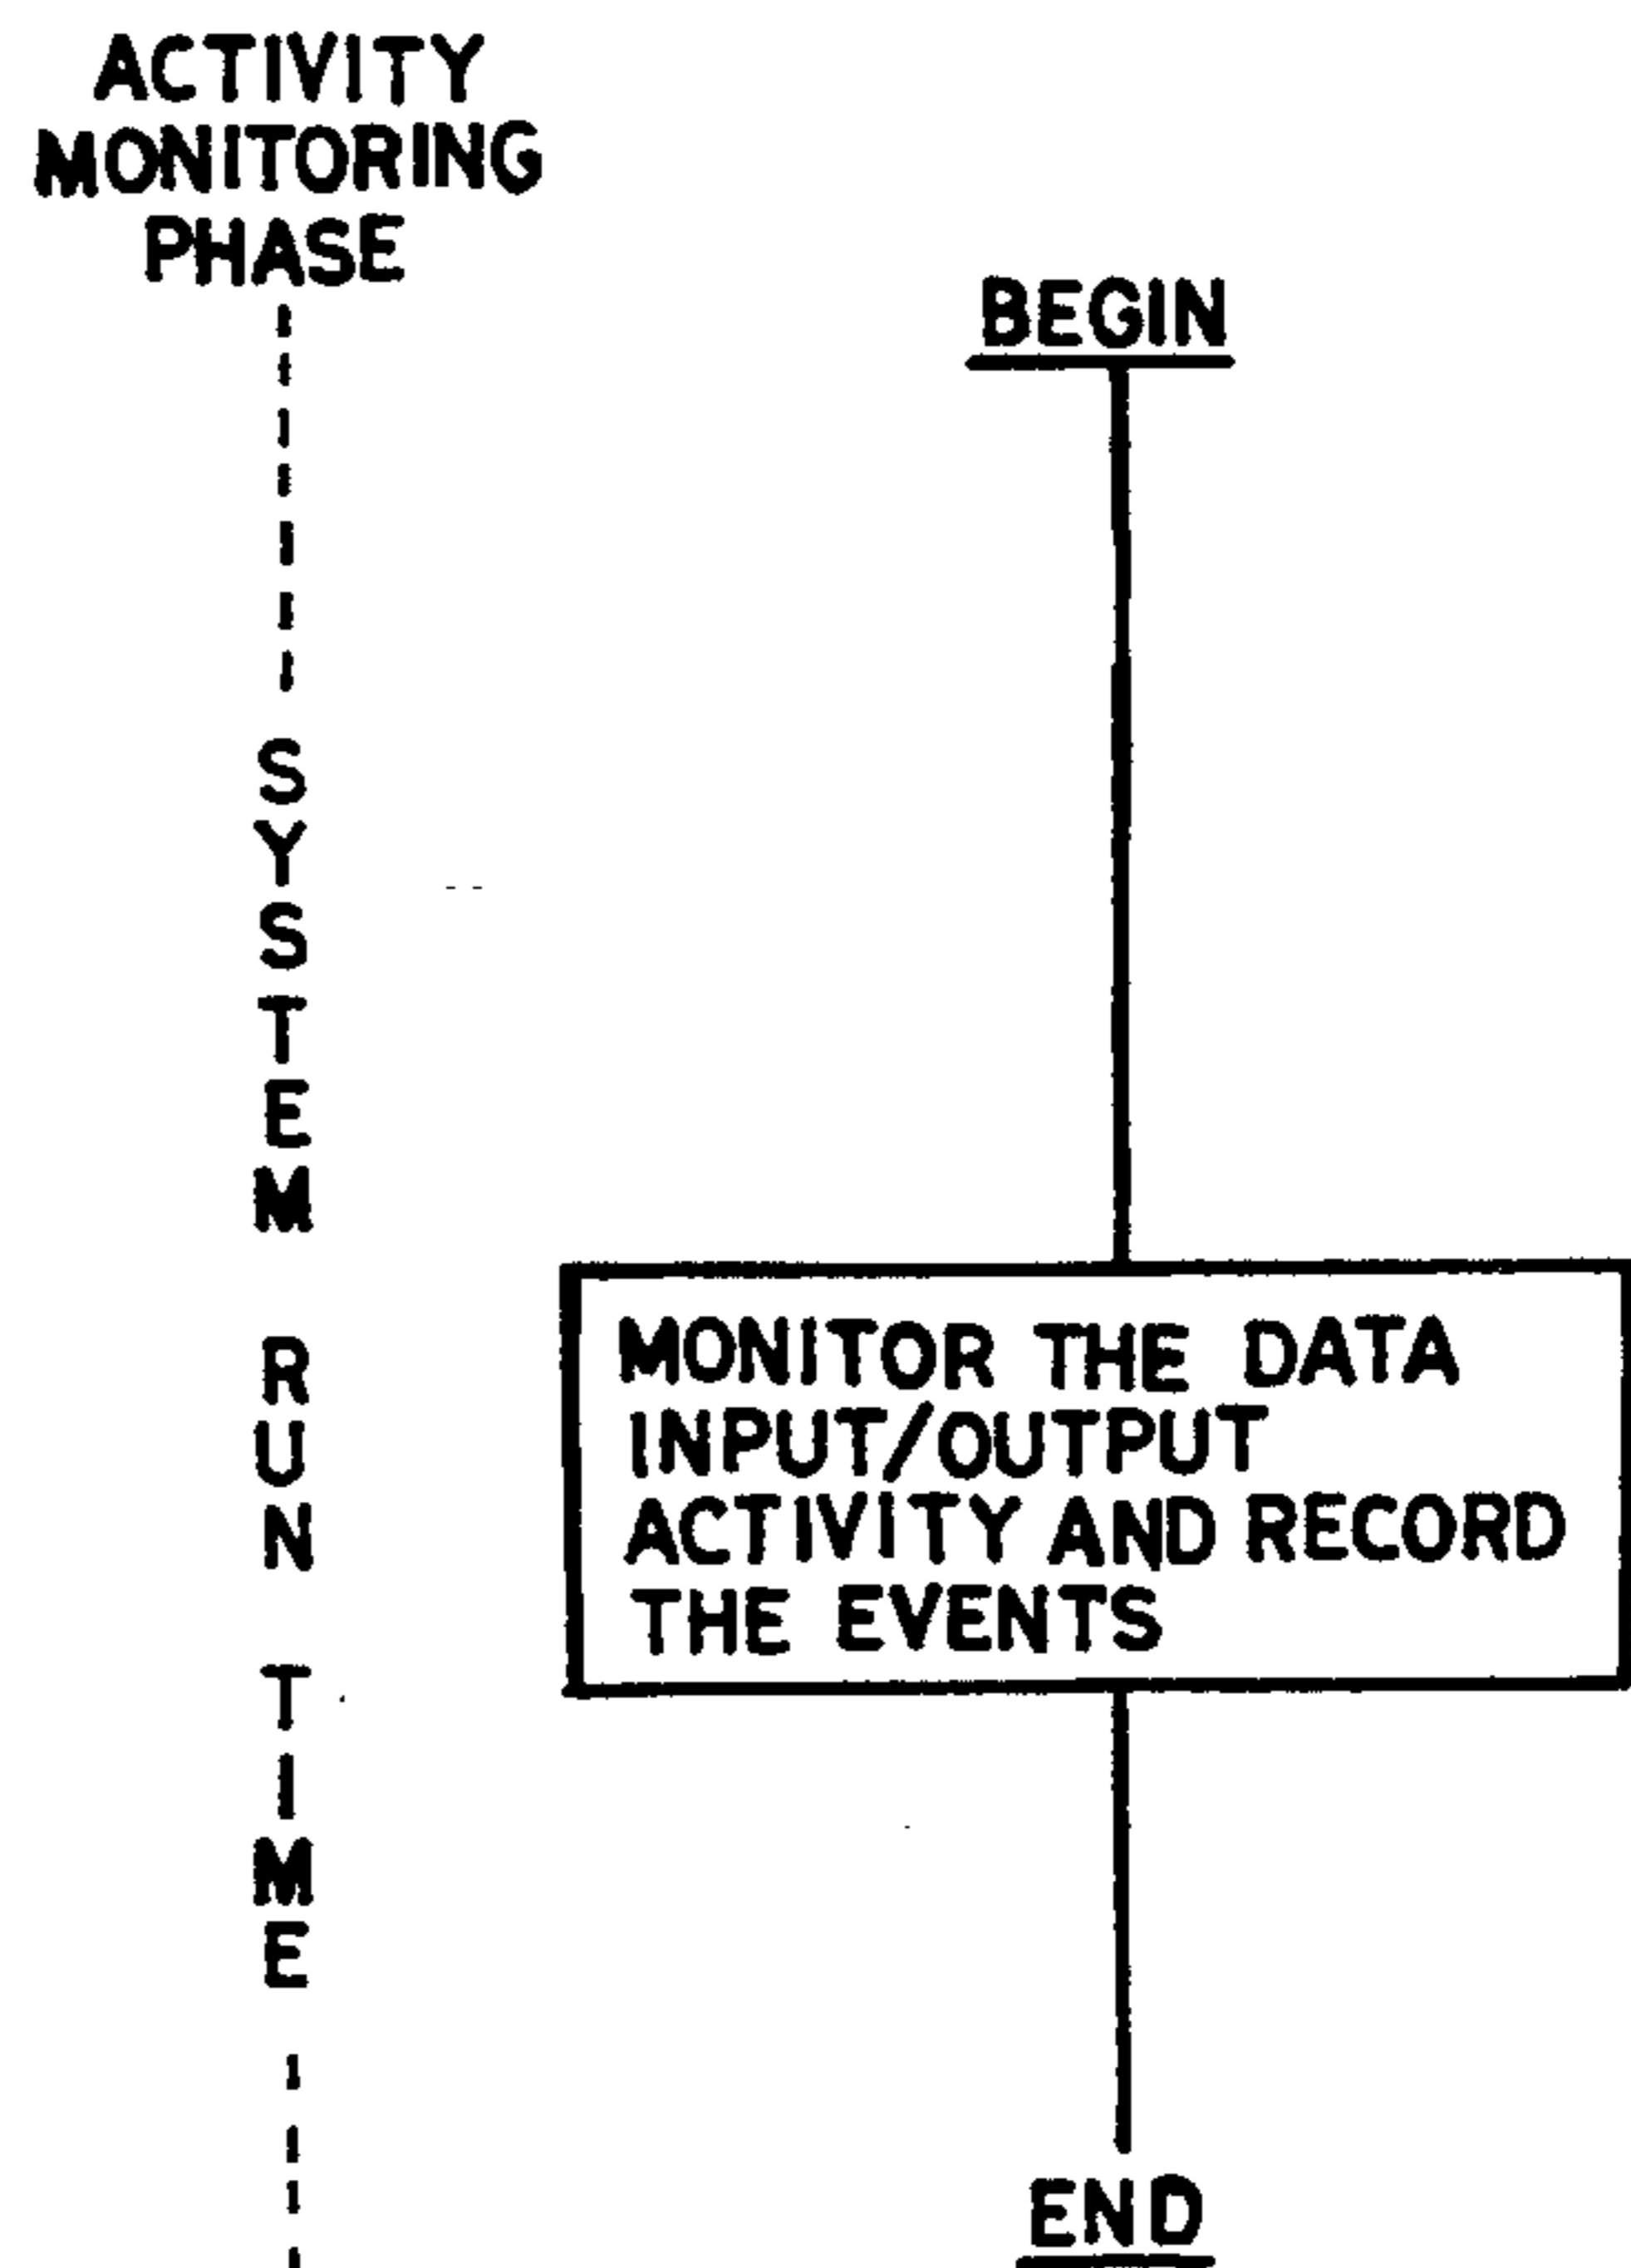 ACTIVITY
MONITORING
PHASE
SYSTEM RUN TIME
BEGIN
MONITOR THE DATA
INPUT/OUTPUT
ACTIVITY AND RECORD
THE EVENTS
END